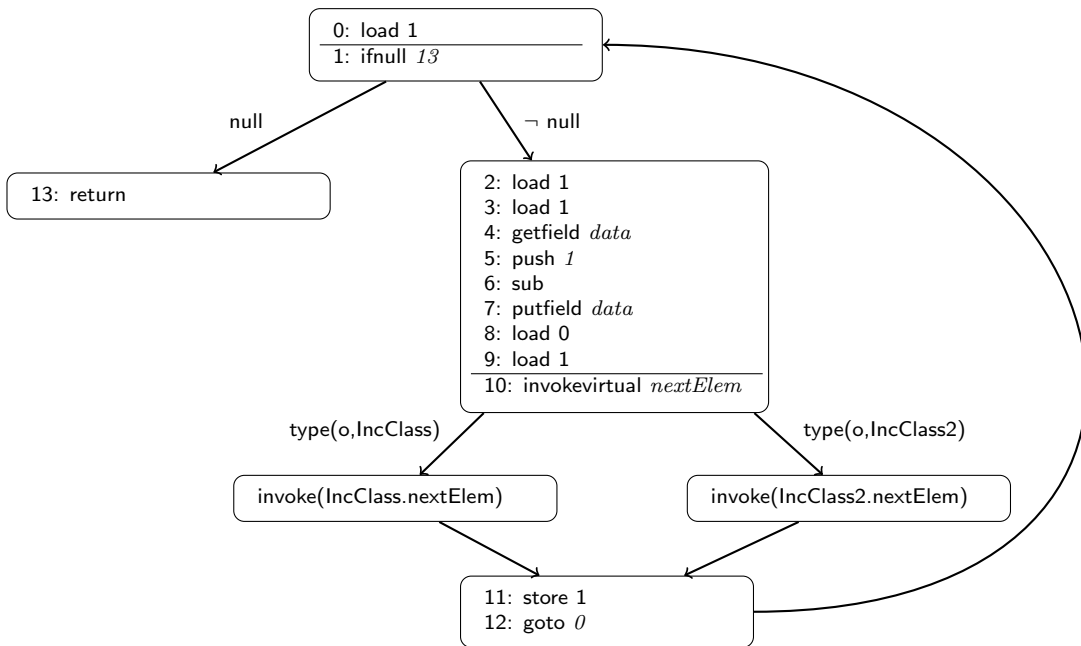 0: load 1
1: ifnull 13
null
¬ null
13: return
2: load 1
3: load 1
4: getfield data
5: push 1
6: sub
7: putfield data
8: load 0
9: load 1
10: invokevirtual nextElem
type(o,IncClass)
type(o,IncClass2)
invoke(IncClass.nextElem)
invoke(IncClass2.nextElem)
11: store 1
12: goto 0